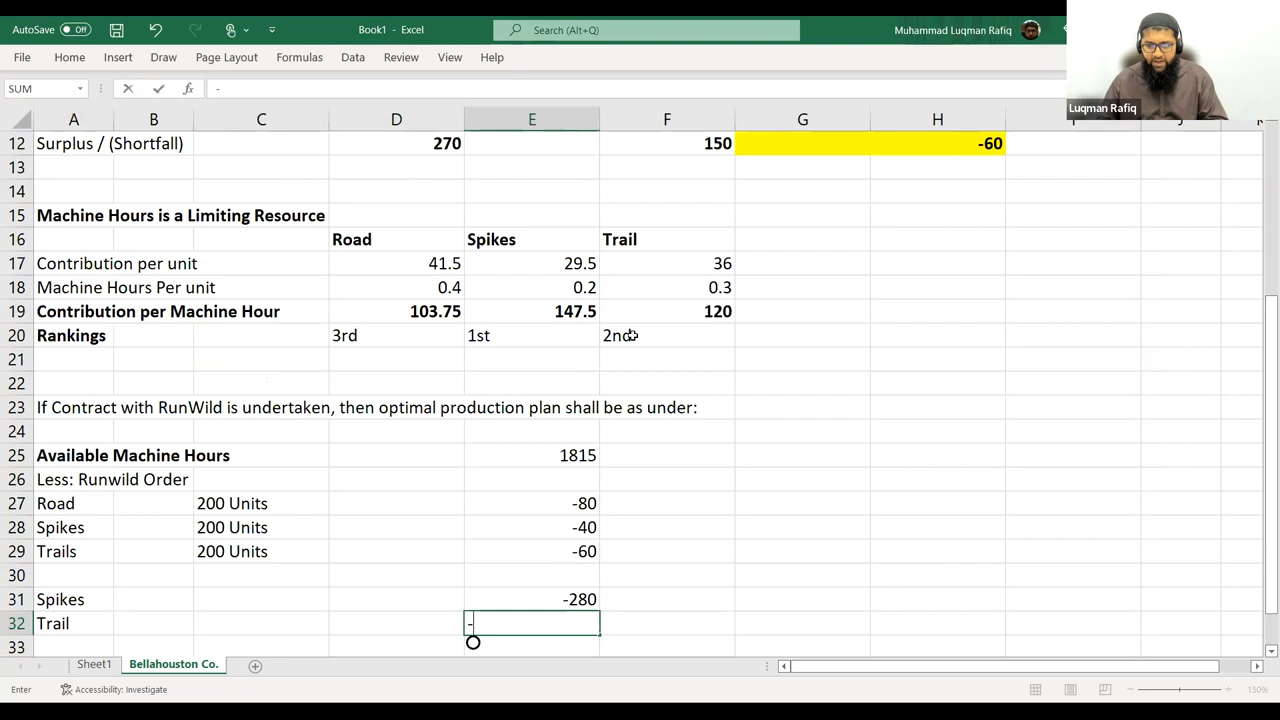 AutoSave Off Book1 - Excel Search (Alt+Q) Muhammad Luqman Rafiq
File Home Insert Draw Page Layout Formulas Data Review View Help
Luqman Rafiq
SUM fx -
A B C D E F G H
12 Surplus / (Shortfall) 270 150 -60
13
14
15 Machine Hours is a Limiting Resource
16 Road Spikes Trail
17 Contribution per unit 41.5 29.5 36
18 Machine Hours Per unit 0.4 0.2 0.3
19 Contribution per Machine Hour 103.75 147.5 120
20 Rankings 3rd 1st 2nd
21
22
23 If Contract with RunWild is undertaken, then optimal production plan shall be as under:
24
25 Available Machine Hours 1815
26 Less: Runwild Order
27 Road 200 Units -80
28 Spikes 200 Units -40
29 Trails 200 Units -60
30
31 Spikes -280
32 Trail -
33
Sheet1 Bellahouston Co.
Enter Accessibility: Investigate 150%